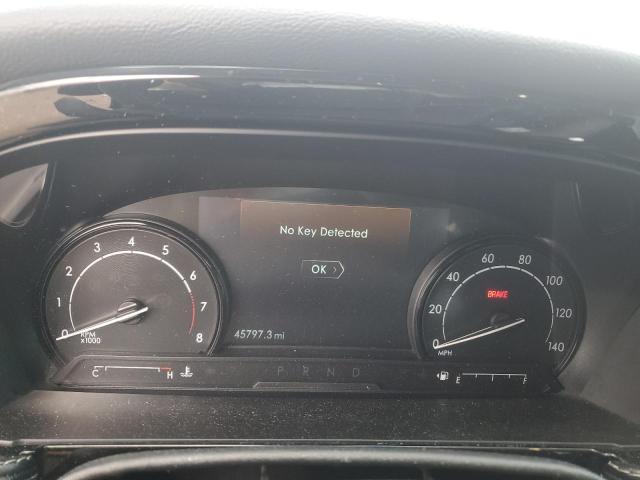 No Key Detected
OK
45797.3 mi
0 1 2 3 4 5 6 7 8
RPM
x1000
C H
P R N D
0 20 40 60 80 100 120 140
BRAKE
MPH
E F